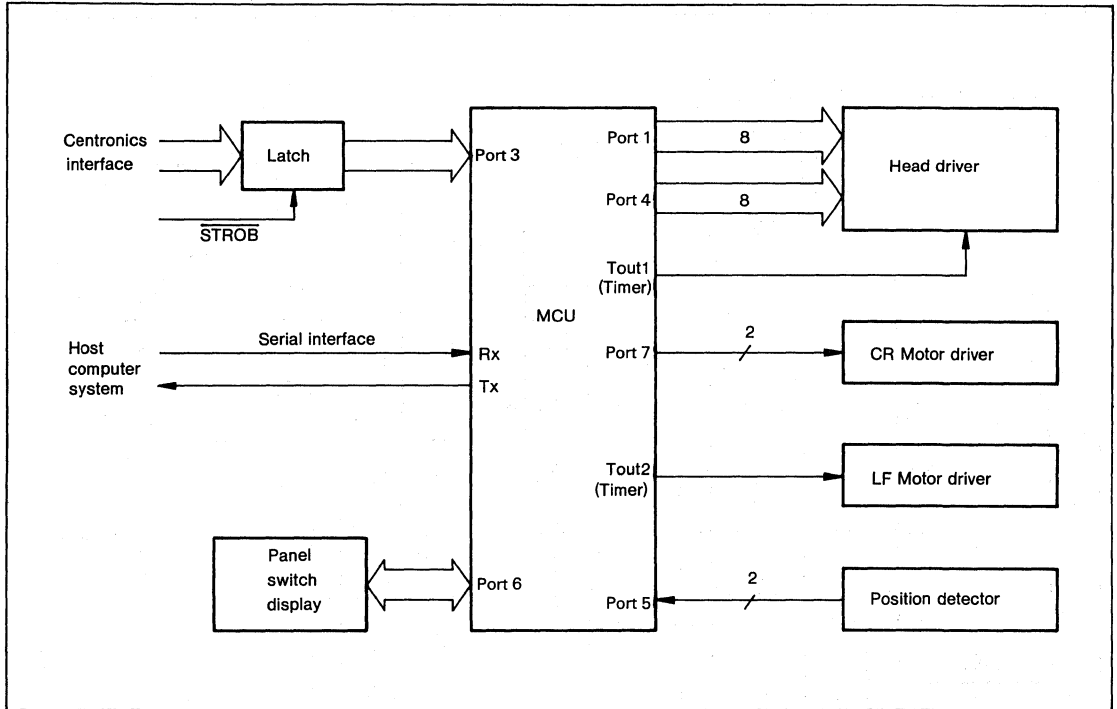 Centronics
interface
Latch
STROB
Port 3
Host
computer
system
Serial interface
Rx
Tx
Panel
switch
display
Port 6
MCU
Port 1
8
Port 4
8
Tout1
(Timer)
Head driver
Port 7
2
CR Motor driver
Tout2
(Timer)
LF Motor driver
Port 5
2
Position detector